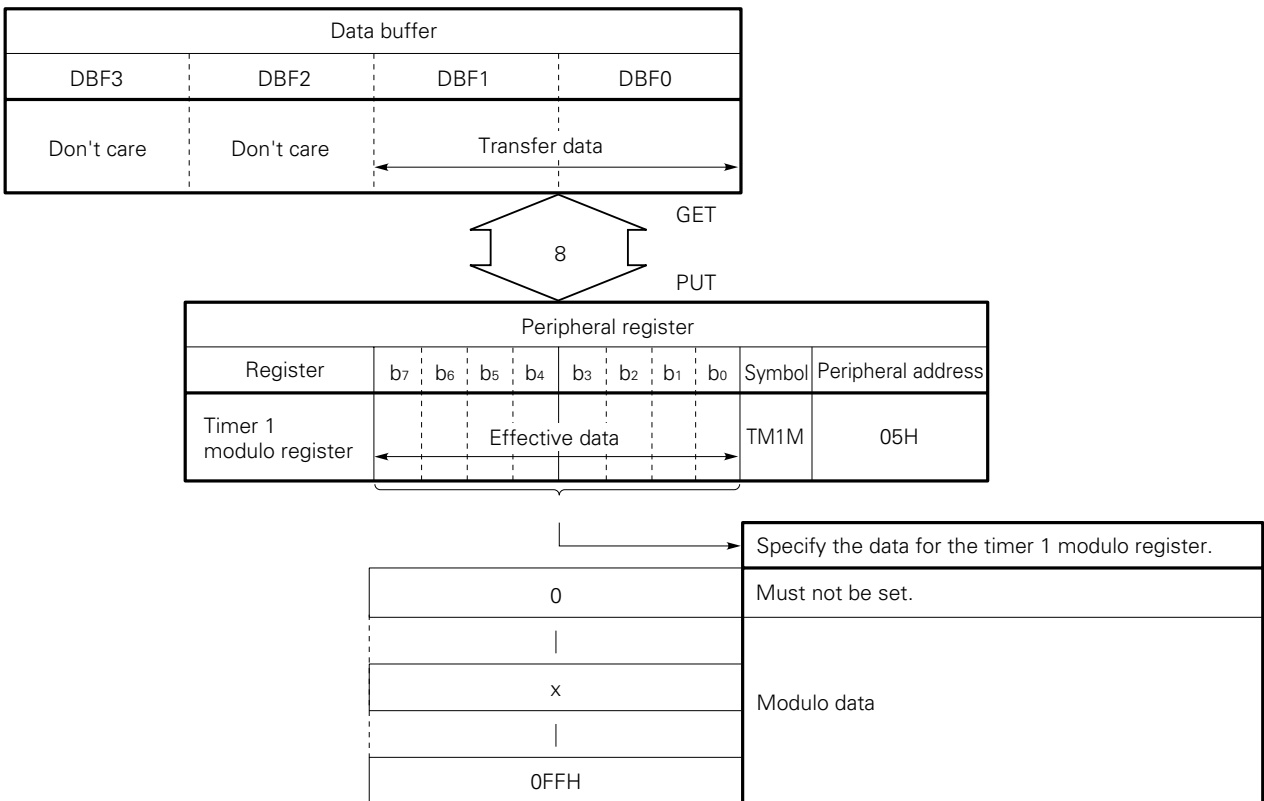 Data buffer
DBF3 DBF2 DBF1 DBF0
Don't care Don't care Transfer data
GET
8
PUT
Peripheral register
Register b7 b6 b5 b4 b3 b2 b1 b0 Symbol Peripheral address
Timer 1
modulo register Effective data TM1M 05H
Specify the data for the timer 1 modulo register.
0 Must not be set.
x
Modulo data
0FFH